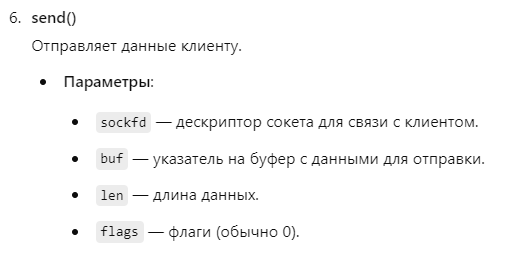 6. send()
Отправляет данные клиенту.
• Параметры:
• sockfd — дескриптор сокета для связи с клиентом.
• buf — указатель на буфер с данными для отправки.
• len — длина данных.
• flags — флаги (обычно 0).